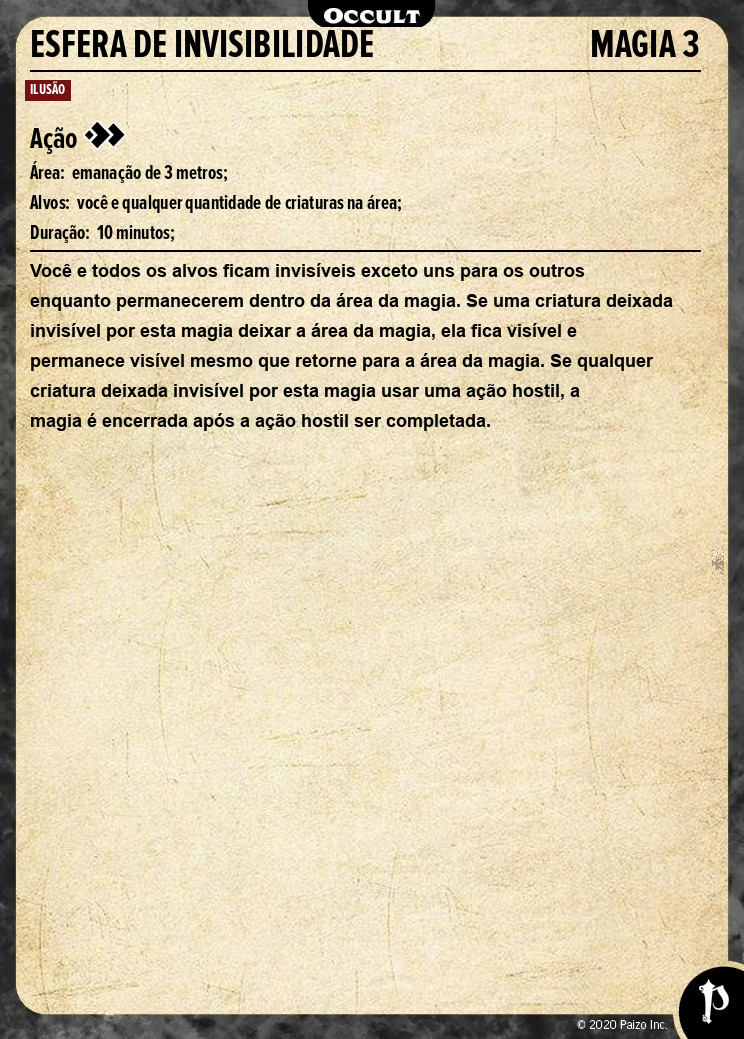 OCCULT
ESFERA DE INVISIBILIDADE MAGIA 3
ILUSÃO
Ação
Área: emanação de 3 metros;
Alvos: você e qualquer quantidade de criaturas na área;
Duração: 10 minutos;
Você e todos os alvos ficam invisíveis exceto uns para os outros
enquanto permanecerem dentro da área da magia. Se uma criatura deixada
invisível por esta magia deixar a área da magia, ela fica visível e
permanece visível mesmo que retorne para a área da magia. Se qualquer
criatura deixada invisível por esta magia usar uma ação hostil, a
magia é encerrada após a ação hostil ser completada.
© 2020 Paizo Inc.
P